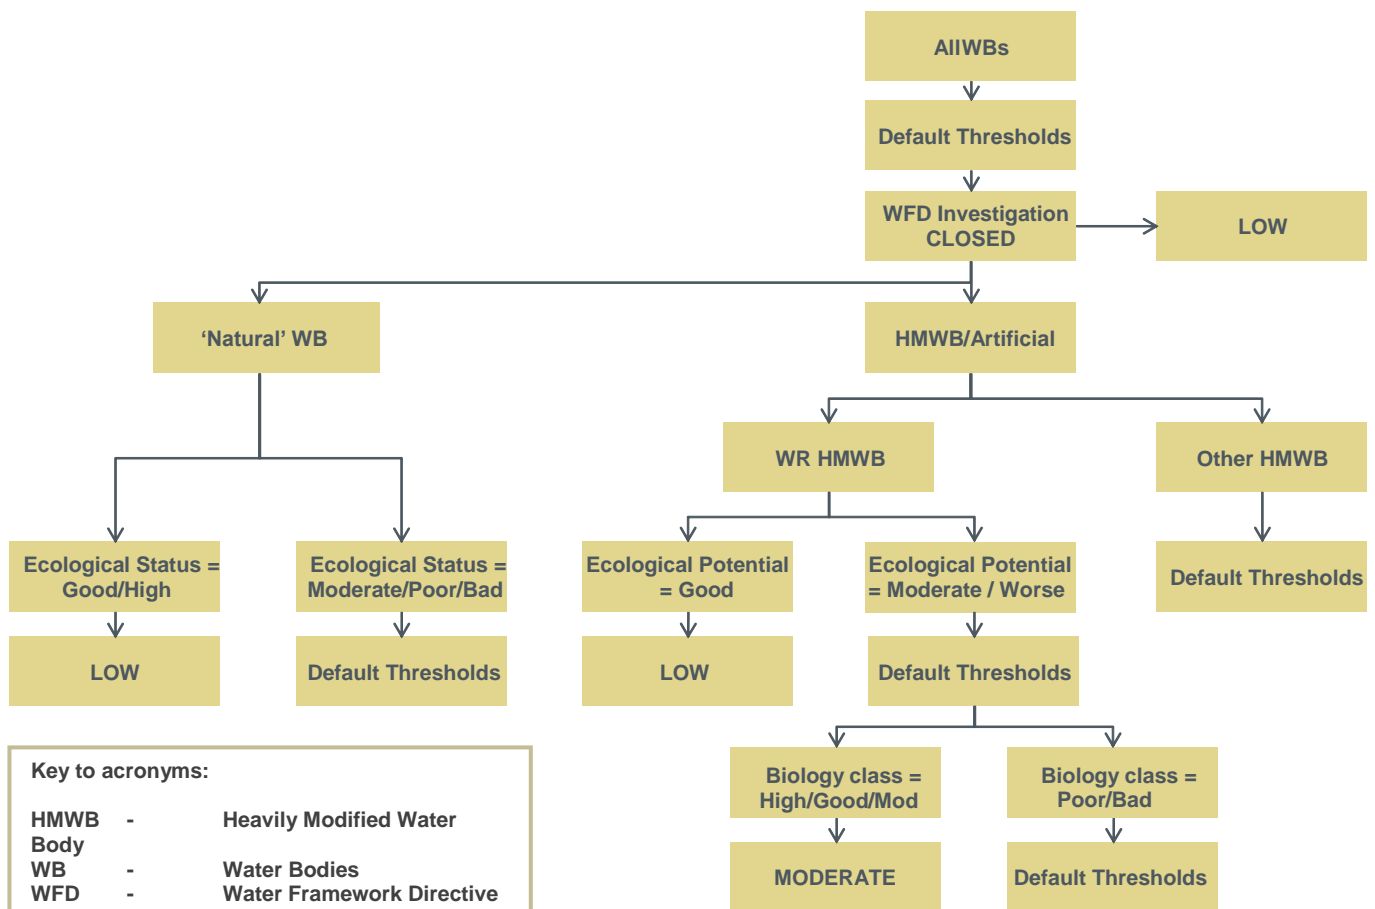 AllWBs
Default Thresholds
WFD Investigation
CLOSED
LOW
‘Natural’ WB
HMWB/Artificial
WR HMWB
Other HMWB
Ecological Status =
Good/High
Ecological Status =
Moderate/Poor/Bad
Ecological Potential
= Good
Ecological Potential
= Moderate / Worse
Default Thresholds
LOW
Default Thresholds
LOW
Default Thresholds
Biology class =
High/Good/Mod
Biology class =
Poor/Bad
MODERATE
Default Thresholds
Key to acronyms:
HMWB - Heavily Modified Water
Body
WB - Water Bodies
WFD - Water Framework Directive